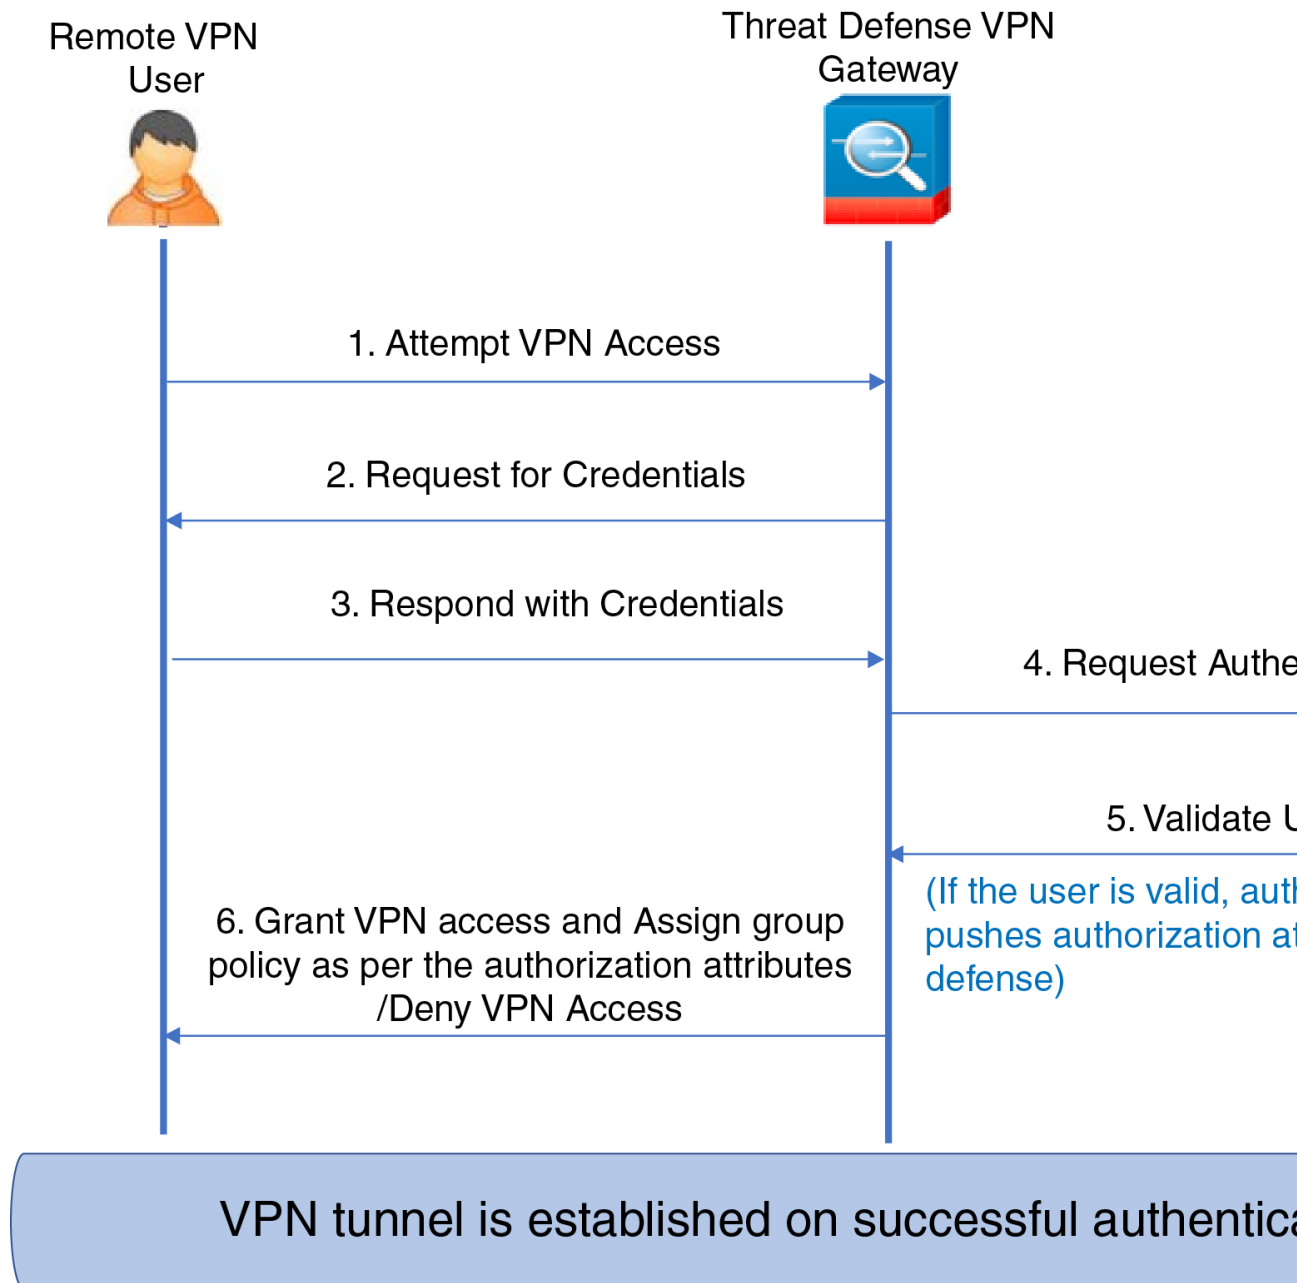 Remote VPN
User
Threat Defense VPN
Gateway
1. Attempt VPN Access
2. Request for Credentials
3. Respond with Credentials
4. Request
5. Validate
(If the user is valid,
pushes authorization
defense)
6. Grant VPN access and Assign group
policy as per the authorization attributes
/Deny VPN Access
VPN tunnel is established on successful